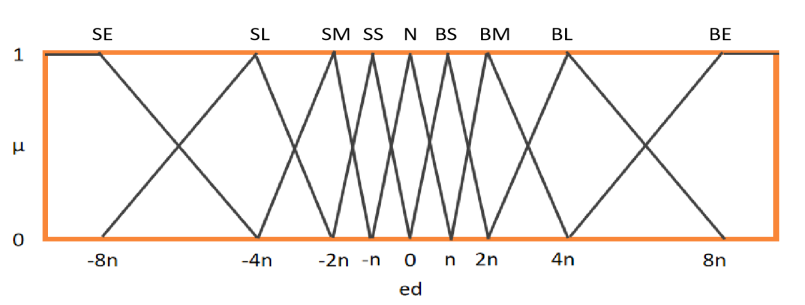 SE SL SM SS N BS BM BL BE
1
μ
0
-8n -4n -2n -n 0 n 2n 4n 8n
ed